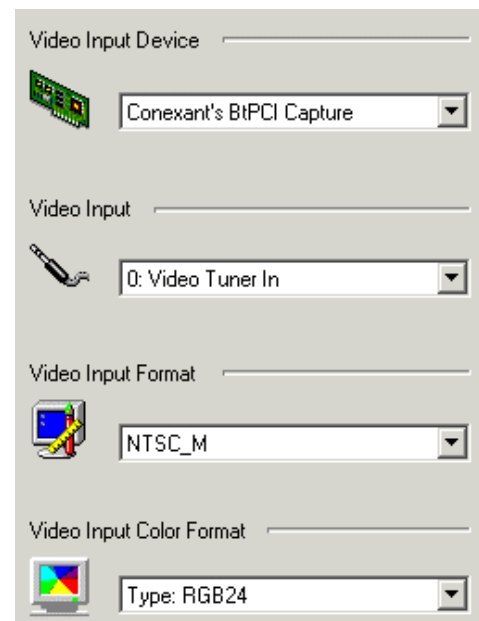 Video Input Device
Conexant's BtPCI Capture
Video Input
0: Video Tuner In
Video Input Format
NTSC_M
Video Input Color Format
Type: RGB24